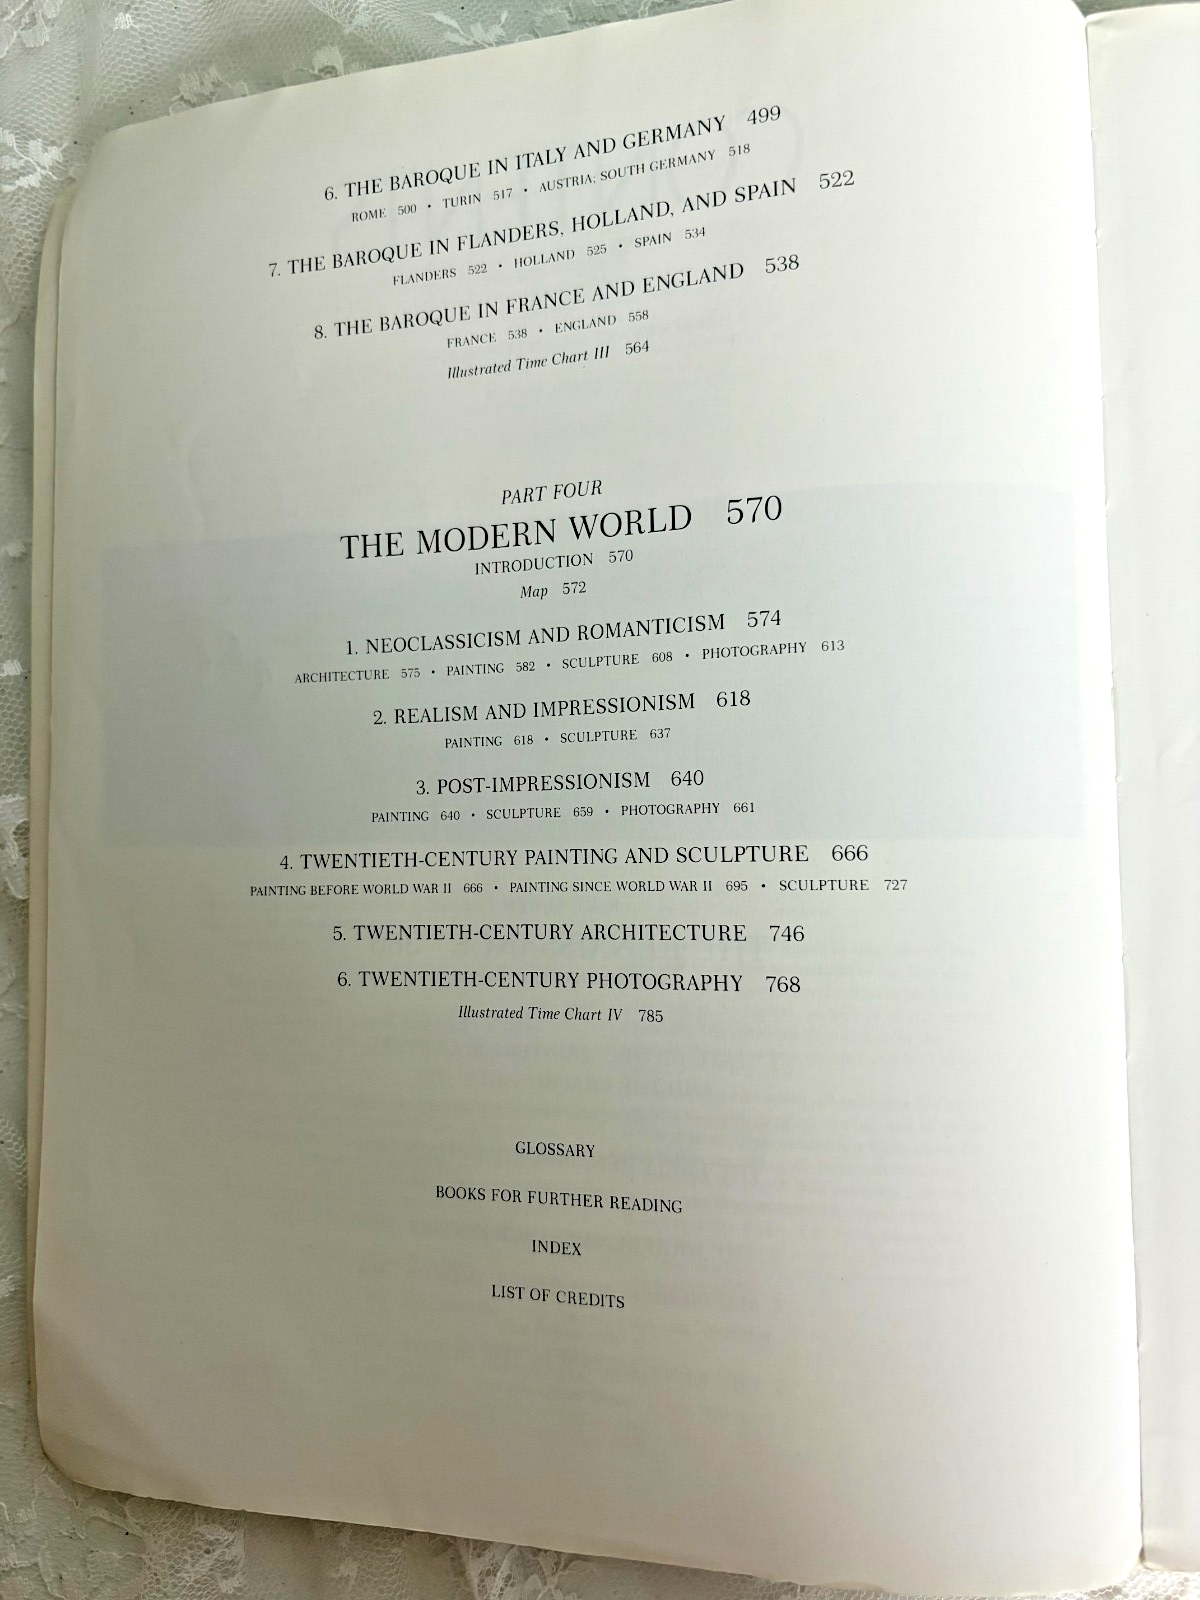 6. THE BAROQUE IN ITALY AND GERMANY 499
ROME 500 • TURIN 517 • AUSTRIA; SOUTH GERMANY 518
7. THE BAROQUE IN FLANDERS, HOLLAND, AND SPAIN 522
FLANDERS 522 • HOLLAND 525 • SPAIN 534
8. THE BAROQUE IN FRANCE AND ENGLAND 538
FRANCE 538 • ENGLAND 558
Illustrated Time Chart III 564
PART FOUR
THE MODERN WORLD 570
INTRODUCTION 570
Map 572
1. NEOCLASSICISM AND ROMANTICISM 574
ARCHITECTURE 575 • PAINTING 582 • SCULPTURE 608 • PHOTOGRAPHY 613
2. REALISM AND IMPRESSIONISM 618
PAINTING 618 • SCULPTURE 637
3. POST-IMPRESSIONISM 640
PAINTING 640 • SCULPTURE 659 • PHOTOGRAPHY 661
4. TWENTIETH-CENTURY PAINTING AND SCULPTURE 666
PAINTING BEFORE WORLD WAR II 666 • PAINTING SINCE WORLD WAR II 695 • SCULPTURE 727
5. TWENTIETH-CENTURY ARCHITECTURE 746
6. TWENTIETH-CENTURY PHOTOGRAPHY 768
Illustrated Time Chart IV 785
GLOSSARY
BOOKS FOR FURTHER READING
INDEX
LIST OF CREDITS